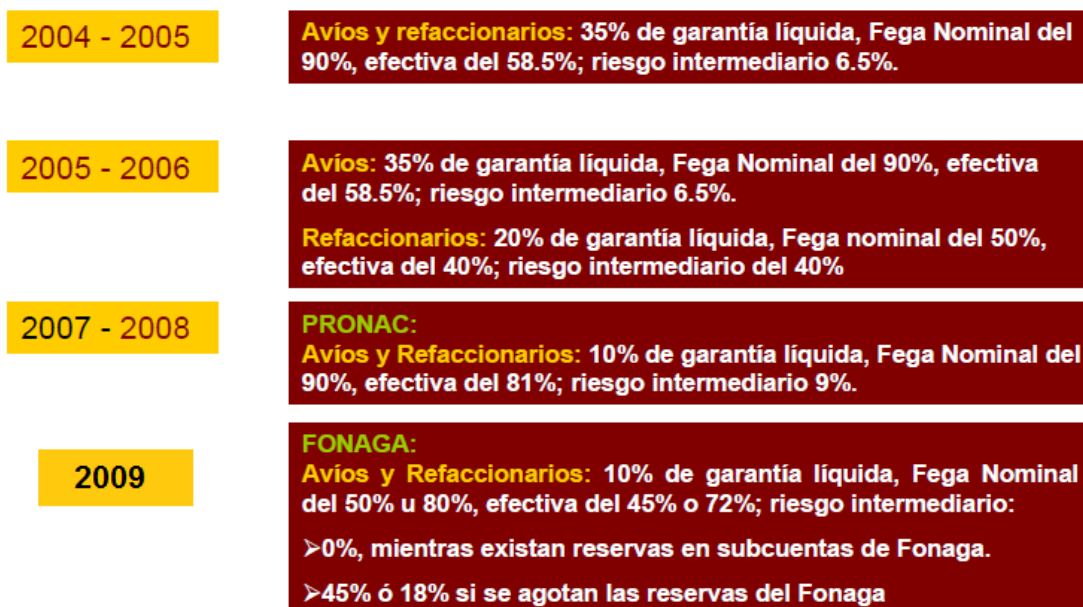 2004 - 2005
Avíos y refaccionarios: 35% de garantía líquida, Fega Nominal del
90%, efectiva del 58.5%; riesgo intermediario 6.5%.
2005 - 2006
Avíos: 35% de garantía líquida, Fega Nominal del 90%, efectiva
del 58.5%; riesgo intermediario 6.5%.
Refaccionarios: 20% de garantía líquida, Fega nominal del 50%,
efectiva del 40%; riesgo intermediario del 40%
2007 - 2008
PRONAC:
Avíos y Refaccionarios: 10% de garantía líquida, Fega Nominal del
90%, efectiva del 81%; riesgo intermediario 9%.
2009
FONAGA:
Avíos y Refaccionarios: 10% de garantía líquida, Fega Nominal
del 50% u 80%, efectiva del 45% o 72%; riesgo intermediario:
➢0%, mientras existan reservas en subcuentas de Fonaga.
➢45% ó 18% si se agotan las reservas del Fonaga